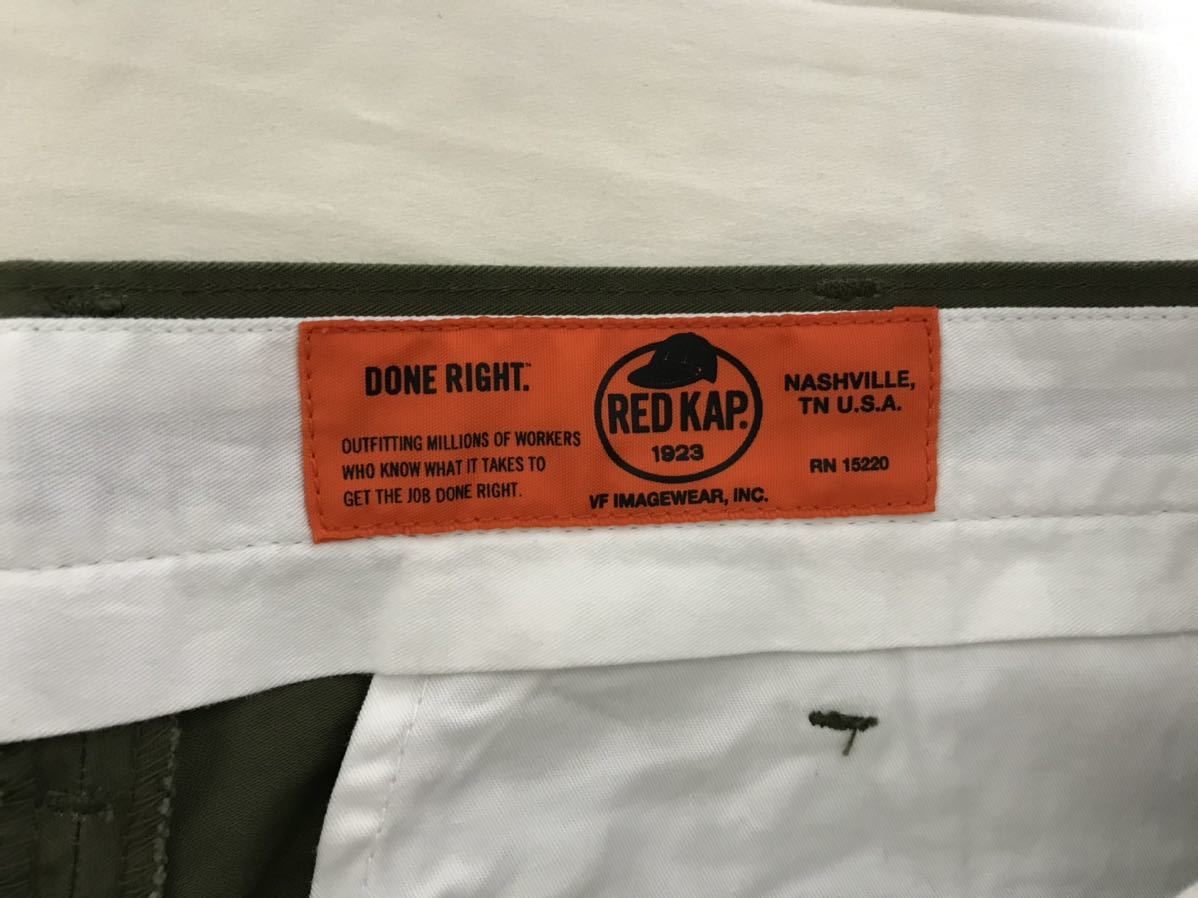 DONE RIGHT.™
OUTFITTING MILLIONS OF WORKERS
WHO KNOW WHAT IT TAKES TO
GET THE JOB DONE RIGHT.
RED KAP.
1923
VF IMAGEWEAR, INC.
NASHVILLE,
TN U.S.A.
RN 15220